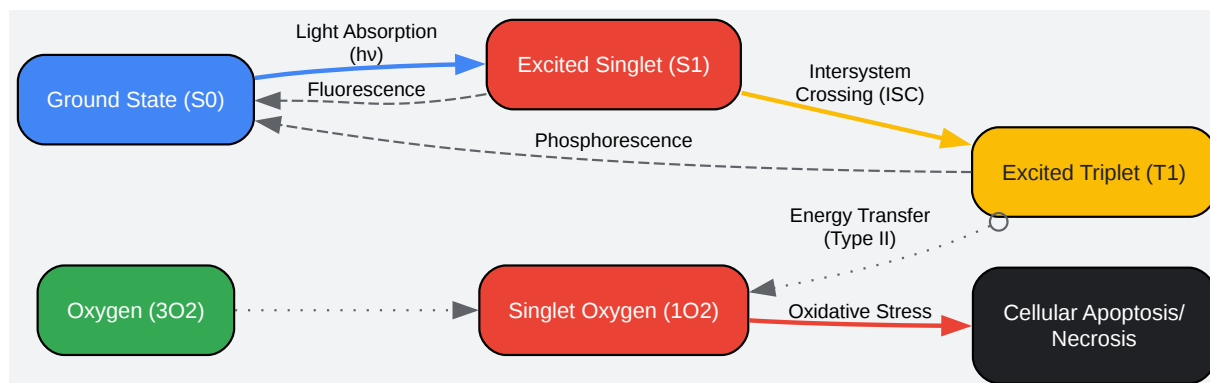 Light Absorption
(hν)
Ground State (S0)
Excited Singlet (S1)
Fluorescence
Intersystem
Crossing (ISC)
Phosphorescence
Excited Triplet (T1)
Energy Transfer
(Type II)
Oxygen (3O2)
Singlet Oxygen (1O2)
Oxidative Stress
Cellular Apoptosis/
Necrosis